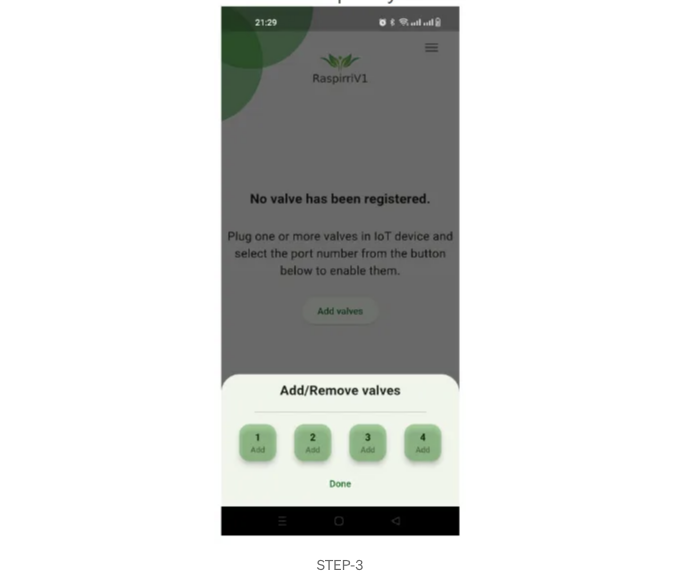 21:29
RaspirriV1
No valve has been registered.
Plug one or more valves in IoT device and
select the port number from the button
below to enable them.
Add valves
Add/Remove valves
1 2 3 4
Add Add Add Add
Done
STEP-3